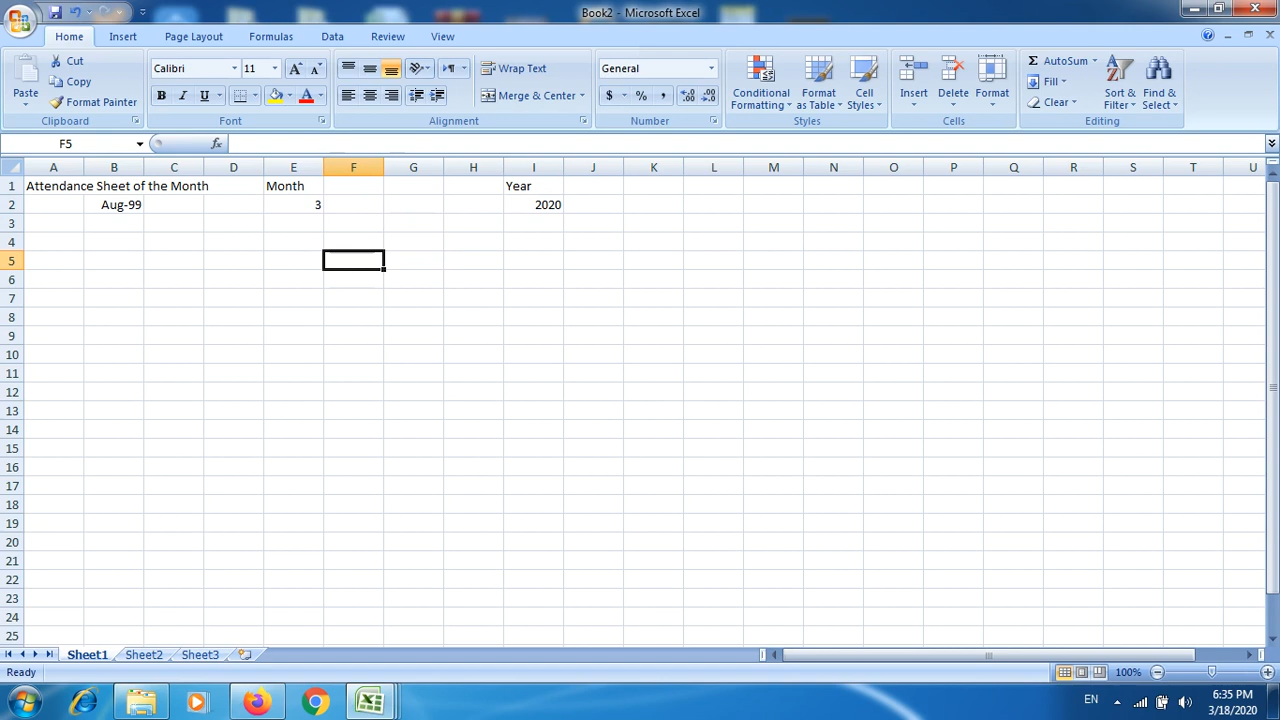 Book2 - Microsoft Excel
Home Insert Page Layout Formulas Data Review View
Paste Cut Copy Format Painter Clipboard
Calibri 11 A A B I U A Font
Wrap Text Merge & Center Alignment
General $ % , .0 .00 .00 .0 Number
Conditional Formatting Format as Table Cell Styles Styles
Insert Delete Format Cells
Σ AutoSum Fill Clear Sort & Filter Find & Select Editing
F5 fx
A B C D E F G H I J K L M N O P Q R S T U
1 Attendance Sheet of the Month Month Year
2 Aug-99 3 2020
3
4
5
6
7
8
9
10
11
12
13
14
15
16
17
18
19
20
21
22
23
24
25
Sheet1 Sheet2 Sheet3
Ready 100%
EN 6:35 PM
3/18/2020